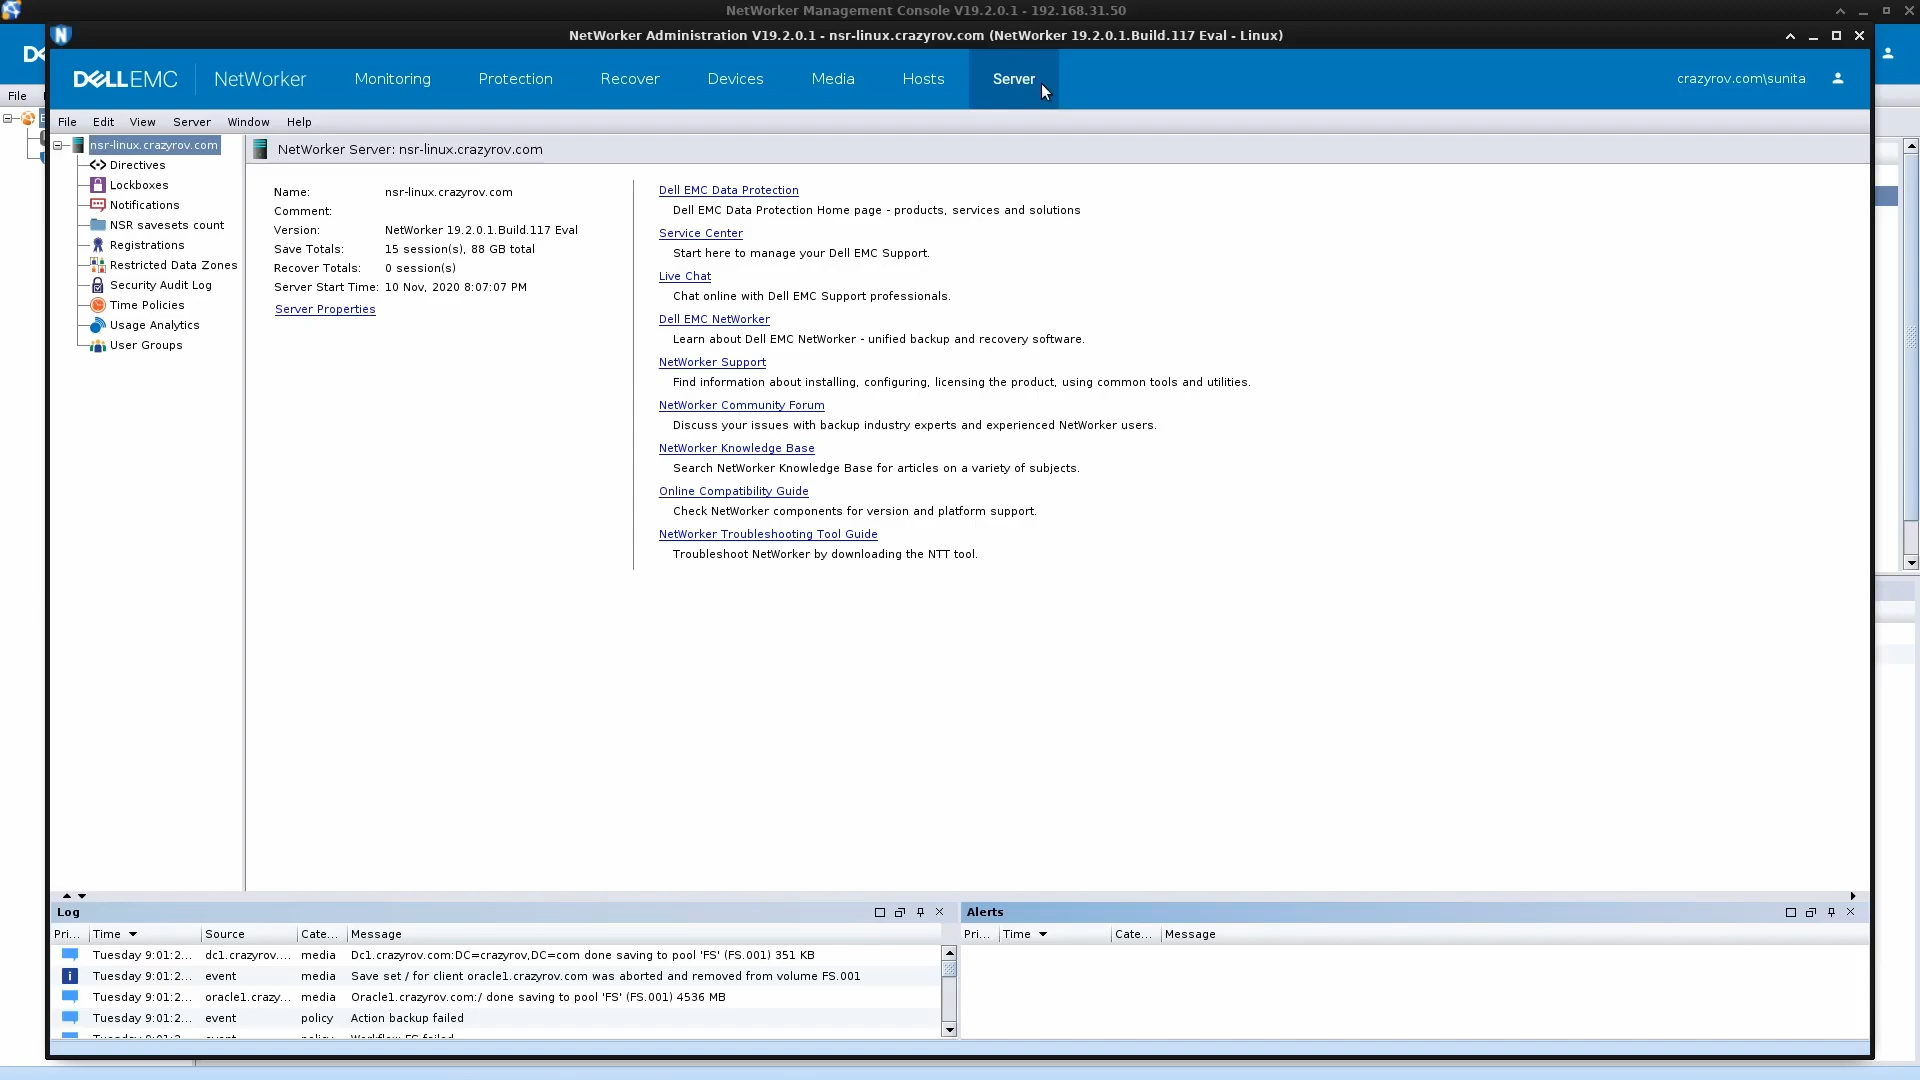 NetWorker Management Console V19.2.0.1 - 192.168.31.50
NetWorker Administration V19.2.0.1 - nsr-linux.crazyrov.com (NetWorker 19.2.0.1.Build.117 Eval - Linux)
DELLEMC NetWorker Monitoring Protection Recover Devices Media Hosts Server crazyrov.com\sunita
File
File Edit View Server Window Help
nsr-linux.crazyrov.com
Directives
Lockboxes
Notifications
NSR savesets count
Registrations
Restricted Data Zones
Security Audit Log
Time Policies
Usage Analytics
User Groups
NetWorker Server: nsr-linux.crazyrov.com
Name: nsr-linux.crazyrov.com
Comment:
Version: NetWorker 19.2.0.1.Build.117 Eval
Save Totals: 15 session(s), 88 GB total
Recover Totals: 0 session(s)
Server Start Time: 10 Nov, 2020 8:07:07 PM
Server Properties
Dell EMC Data Protection
Dell EMC Data Protection Home page - products, services and solutions
Service Center
Start here to manage your Dell EMC Support.
Live Chat
Chat online with Dell EMC Support professionals.
Dell EMC NetWorker
Learn about Dell EMC NetWorker - unified backup and recovery software.
NetWorker Support
Find information about installing, configuring, licensing the product, using common tools and utilities.
NetWorker Community Forum
Discuss your issues with backup industry experts and experienced NetWorker users.
NetWorker Knowledge Base
Search NetWorker Knowledge Base for articles on a variety of subjects.
Online Compatibility Guide
Check NetWorker components for version and platform support.
NetWorker Troubleshooting Tool Guide
Troubleshoot NetWorker by downloading the NTT tool.
Log
Pri... Time Source Cate... Message
Tuesday 9:01:2... dc1.crazyrov.... media Dc1.crazyrov.com:DC=crazyrov,DC=com done saving to pool 'FS' (FS.001) 351 KB
Tuesday 9:01:2... event media Save set / for client oracle1.crazyrov.com was aborted and removed from volume FS.001
Tuesday 9:01:2... oracle1.crazy... media Oracle1.crazyrov.com:/ done saving to pool 'FS' (FS.001) 4536 MB
Tuesday 9:01:2... event policy Action backup failed
Alerts
Pri... Time Cate... Message